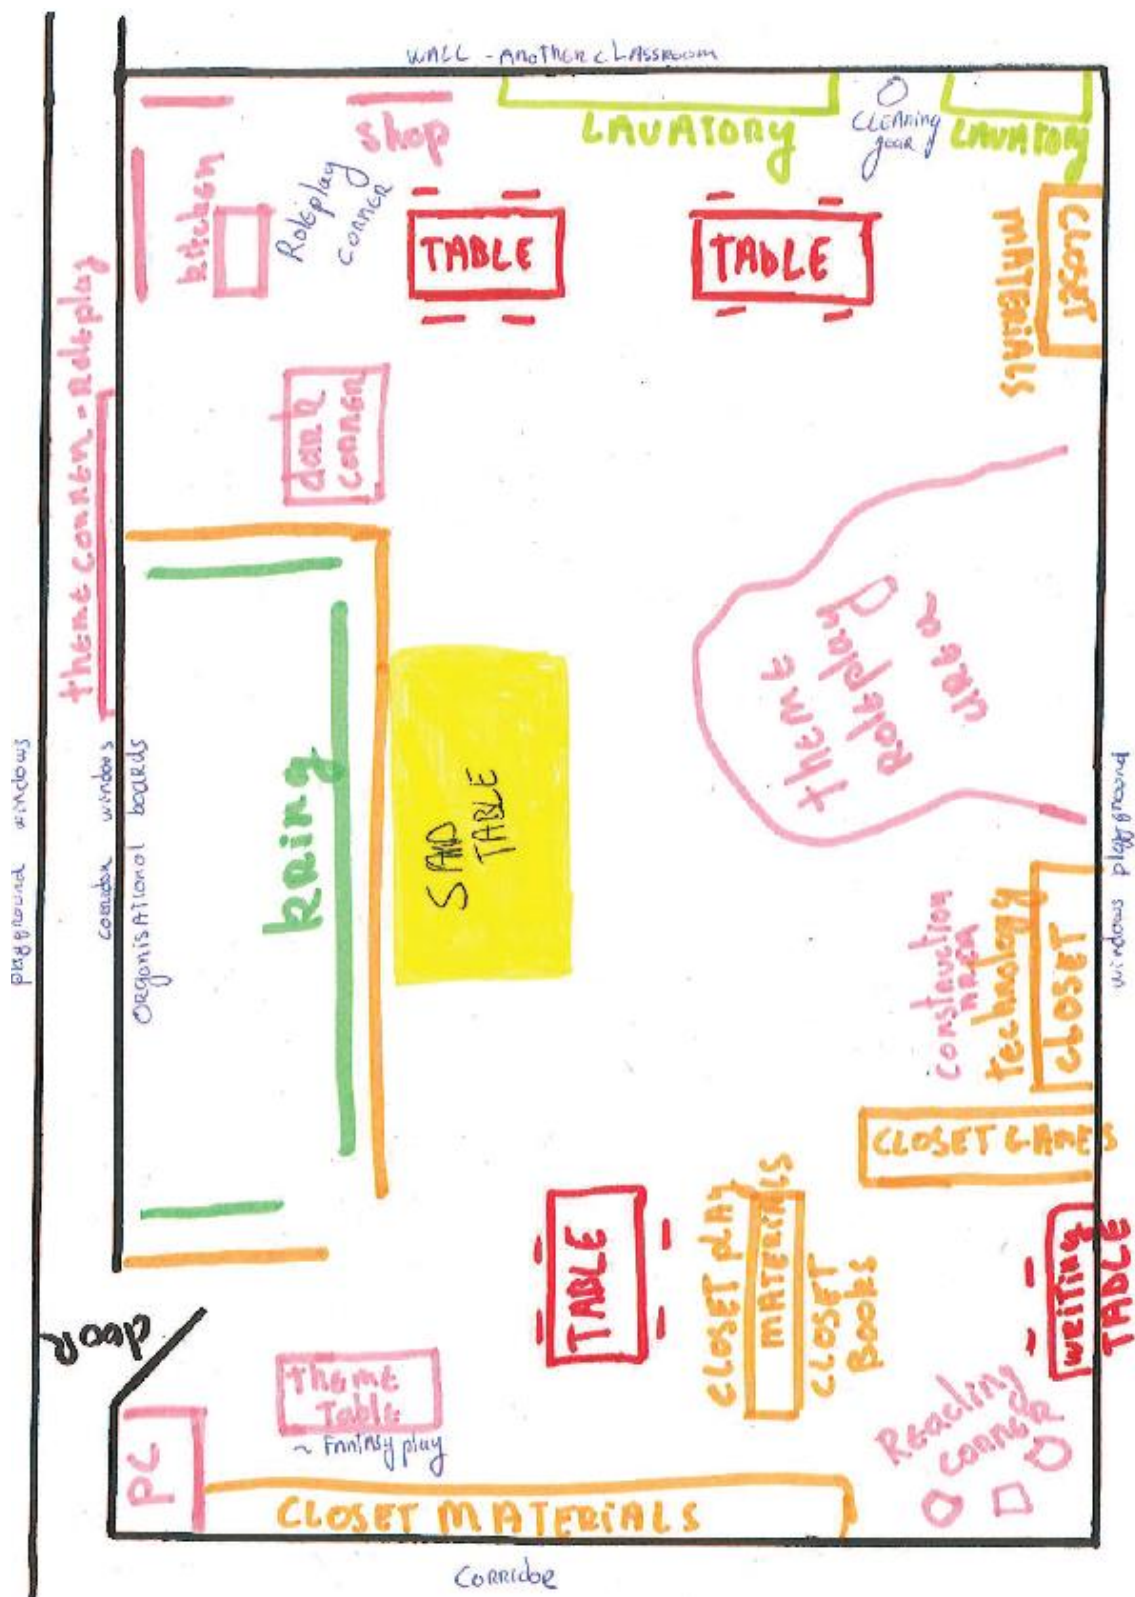 WALL - ANOTHER CLASSROOM
shop
LAVATORY
CLEANing
gear
LAVATORY
kitchen
Roleplay
CORNER
TABLE
TABLE
CLOSET
MATERIALS
theme corner - Roleplay
dark
CORNER
theme
Roleplay
area
playground windows
corridor windows
Organisational boards
kring
SAND
TABLE
windows playground
construction
AREA
technology
CLOSET
CLOSET GAMES
TABLE
CLOSET PLAY
MATERIALS
CLOSET
Books
WRITING
TABLE
dooR
theme
Table
~ Fantasy play
Reading
CORNER
PC
CLOSET MATERIALS
CORRIdOR